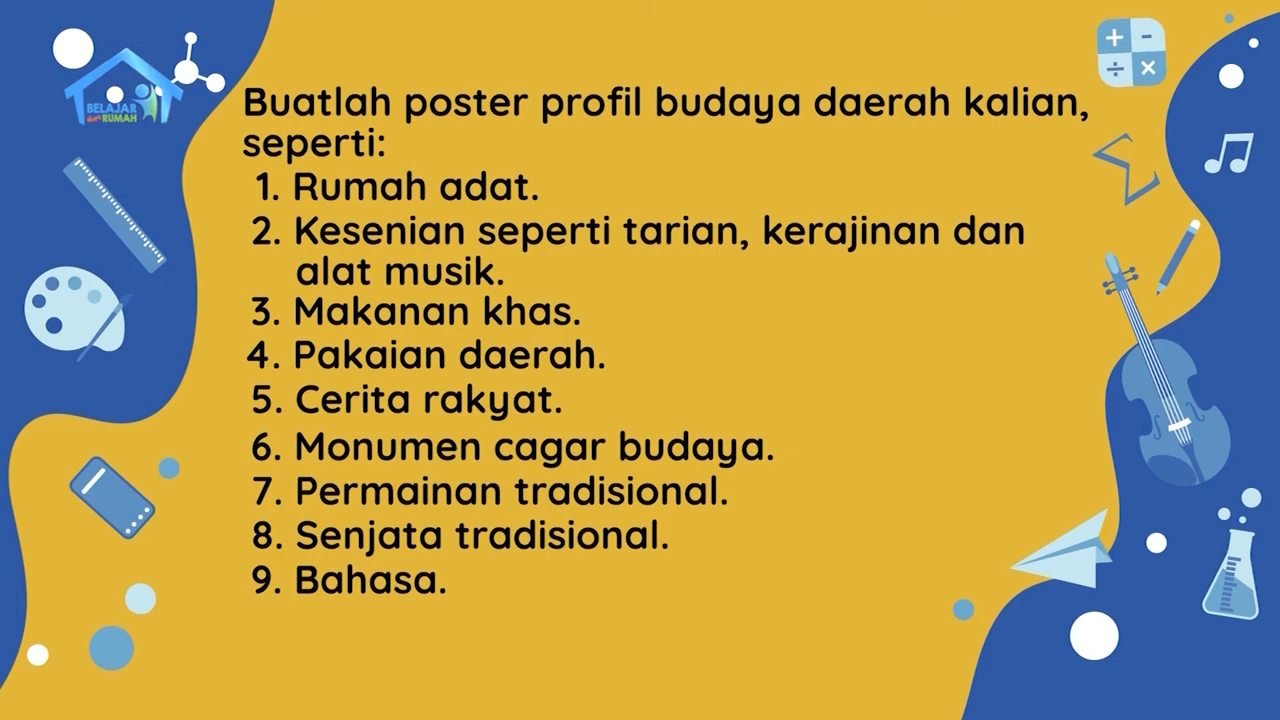 BELAJAR
dari RUMAH
Buatlah poster profil budaya daerah kalian,
seperti:
1. Rumah adat.
2. Kesenian seperti tarian, kerajinan dan
alat musik.
3. Makanan khas.
4. Pakaian daerah.
5. Cerita rakyat.
6. Monumen cagar budaya.
7. Permainan tradisional.
8. Senjata tradisional.
9. Bahasa.